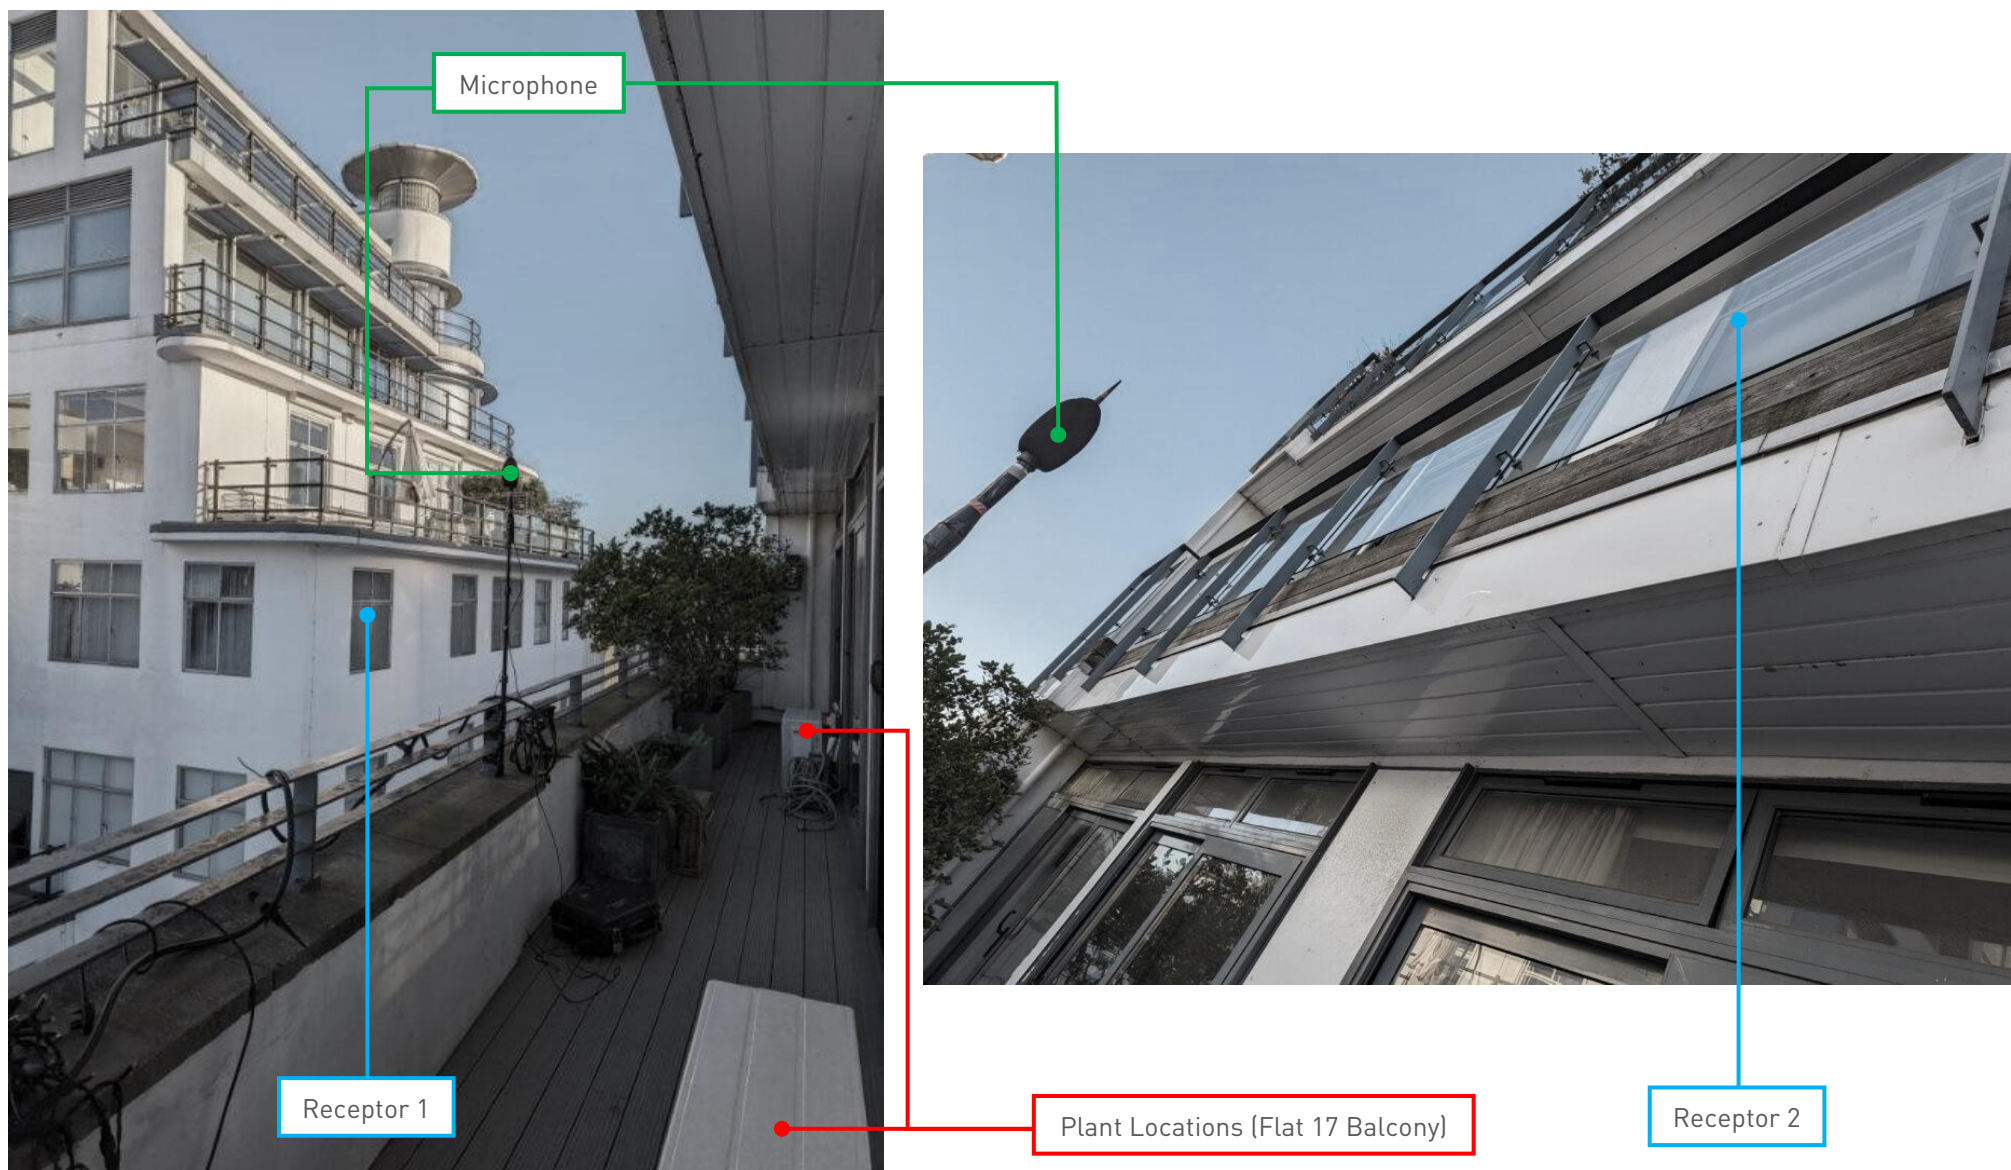 Microphone
Receptor 1
Plant Locations (Flat 17 Balcony)
Receptor 2